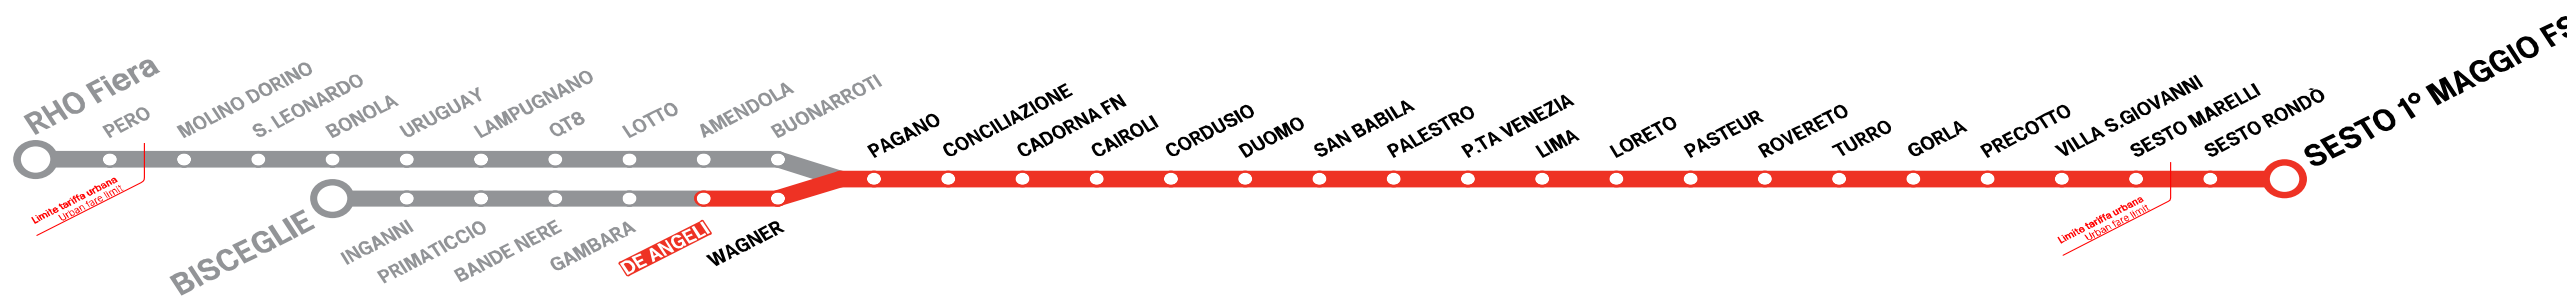 RHO Fiera
PERO
MOLINO DORINO
S. LEONARDO
BONOLA
URUGUAY
LAMPUGNANO
QT8
LOTTO
AMENDOLA
BUONARROTI
PAGANO
CONCILIAZIONE
CADORNA FN
CAIROLI
CORDUSIO
DUOMO
SAN BABILA
PALESTRO
P.TA VENEZIA
LIMA
LORETO
PASTEUR
ROVERETO
TURRO
GORLA
PRECOTTO
VILLA S.GIOVANNI
SESTO MARELLI
SESTO RONDÒ
SESTO 1° MAGGIO FS
Limite tariffa urbana
Urban fare limit
BISCEGLIE
INGANNI
PRIMATICCIO
BANDE NERE
GAMBARA
DE ANGELI
WAGNER
Limite tariffa urbana
Urban fare limit